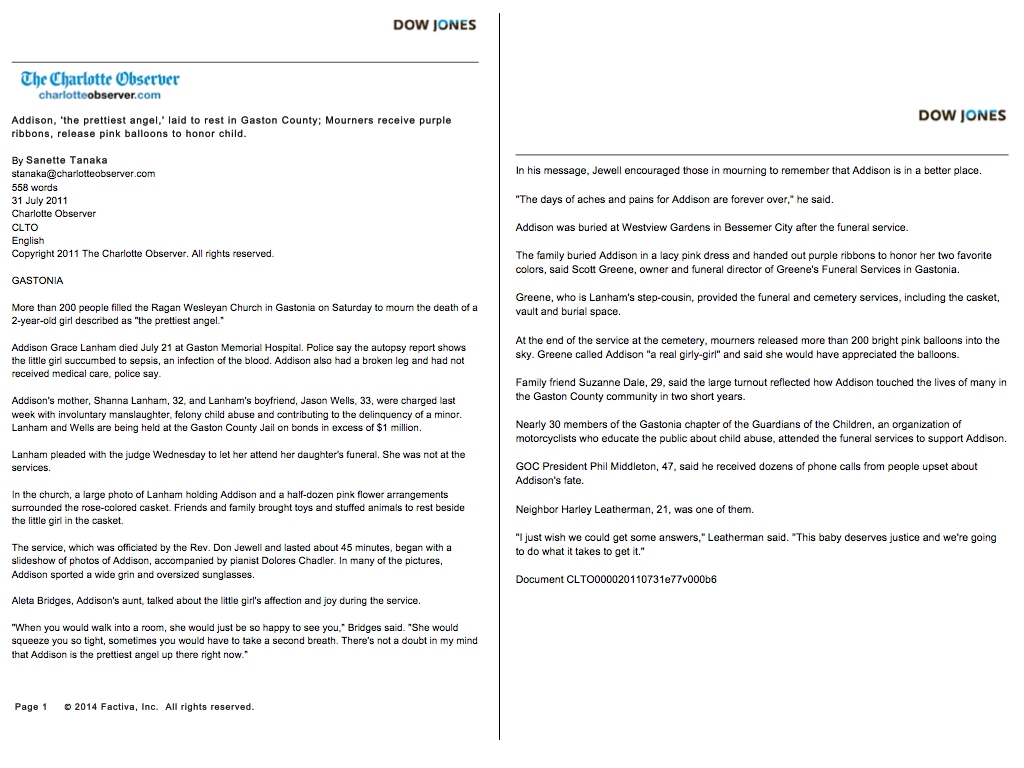 DOW JONES
The Charlotte Observer
charlotteobserver.com
Addison, 'the prettiest angel,' laid to rest in Gaston County; Mourners receive purple
ribbons, release pink balloons to honor child.
By Sanette Tanaka
stanaka@charlotteobserver.com
558 words
31 July 2011
Charlotte Observer
CLTO
English
Copyright 2011 The Charlotte Observer. All rights reserved.
GASTONIA
More than 200 people filled the Ragan Wesleyan Church in Gastonia on Saturday to mourn the death of a
2-year-old girl described as "the prettiest angel."
Addison Grace Lanham died July 21 at Gaston Memorial Hospital. Police say the autopsy report shows
the little girl succumbed to sepsis, an infection of the blood. Addison also had a broken leg and had not
received medical care, police say.
Addison's mother, Shanna Lanham, 32, and Lanham's boyfriend, Jason Wells, 33, were charged last
week with involuntary manslaughter, felony child abuse and contributing to the delinquency of a minor.
Lanham and Wells are being held at the Gaston County Jail on bonds in excess of $1 million.
Lanham pleaded with the judge Wednesday to let her attend her daughter's funeral. She was not at the
services.
In the church, a large photo of Lanham holding Addison and a half-dozen pink flower arrangements
surrounded the rose-colored casket. Friends and family brought toys and stuffed animals to rest beside
the little girl in the casket.
The service, which was officiated by the Rev. Don Jewell and lasted about 45 minutes, began with a
slideshow of photos of Addison, accompanied by pianist Dolores Chadler. In many of the pictures,
Addison sported a wide grin and oversized sunglasses.
Aleta Bridges, Addison's aunt, talked about the little girl's affection and joy during the service.
"When you would walk into a room, she would just be so happy to see you," Bridges said. "She would
squeeze you so tight, sometimes you would have to take a second breath. There's not a doubt in my mind
that Addison is the prettiest angel up there right now."
Page 1 © 2014 Factiva, Inc. All rights reserved.
DOW JONES
In his message, Jewell encouraged those in mourning to remember that Addison is in a better place.
"The days of aches and pains for Addison are forever over," he said.
Addison was buried at Westview Gardens in Bessemer City after the funeral service.
The family buried Addison in a lacy pink dress and handed out purple ribbons to honor her two favorite
colors, said Scott Greene, owner and funeral director of Greene's Funeral Services in Gastonia.
Greene, who is Lanham's step-cousin, provided the funeral and cemetery services, including the casket,
vault and burial space.
At the end of the service at the cemetery, mourners released more than 200 bright pink balloons into the
sky. Greene called Addison "a real girly-girl" and said she would have appreciated the balloons.
Family friend Suzanne Dale, 29, said the large turnout reflected how Addison touched the lives of many in
the Gaston County community in two short years.
Nearly 30 members of the Gastonia chapter of the Guardians of the Children, an organization of
motorcyclists who educate the public about child abuse, attended the funeral services to support Addison.
GOC President Phil Middleton, 47, said he received dozens of phone calls from people upset about
Addison's fate.
Neighbor Harley Leatherman, 21, was one of them.
"I just wish we could get some answers," Leatherman said. "This baby deserves justice and we're going
to do what it takes to get it."
Document CLTO000020110731e77v000b6